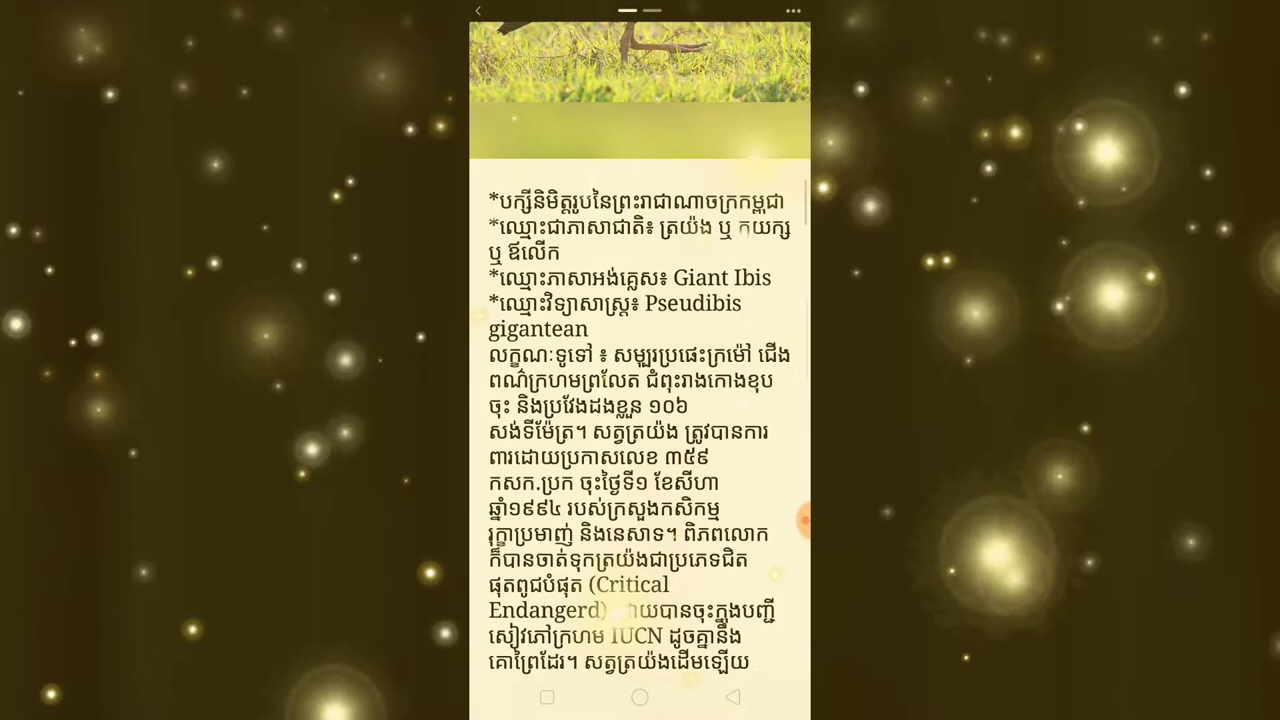 *បក្សីនិមិត្តរូបនៃព្រះរាជាណាចក្រកម្ពុជា
*ឈ្មោះជាភាសាជាតិ៖ ត្រយ៉ង ឬ កុយក្ស
ឬ ឪលើក
*ឈ្មោះភាសាអង់គ្លេស៖ Giant Ibis
*ឈ្មោះវិទ្យាសាស្ត្រ៖ Pseudibis
gigantean
លក្ខណៈទូទៅ ៖ សម្បុរប្រផេះក្រម៉ៅ ជើង
ពណ៌ក្រហមព្រលែត ជំពុះរាងកោងខុប
ចុះ និងប្រវែងដងខ្លួន ១០៦
សង់ទីម៉ែត្រ។ សត្វត្រយ៉ង ត្រូវបានការ
ពារដោយប្រកាសលេខ ៣៥៩
កសក.ប្រក ចុះថ្ងៃទី១ ខែសីហា
ឆ្នាំ១៩៩៤ របស់ក្រសួងកសិកម្ម
រុក្ខាប្រមាញ់ និងនេសាទ។ ពិភពលោក
ក៏បានចាត់ទុកត្រយ៉ងជាប្រភេទជិត
ផុតពូជបំផុត (Critical
Endangerd) ដោយបានចុះក្នុងបញ្ជី
សៀវភៅក្រហម IUCN ដូចគ្នានឹង
គោព្រៃដែរ។ សត្វត្រយ៉ងដើមឡើយ